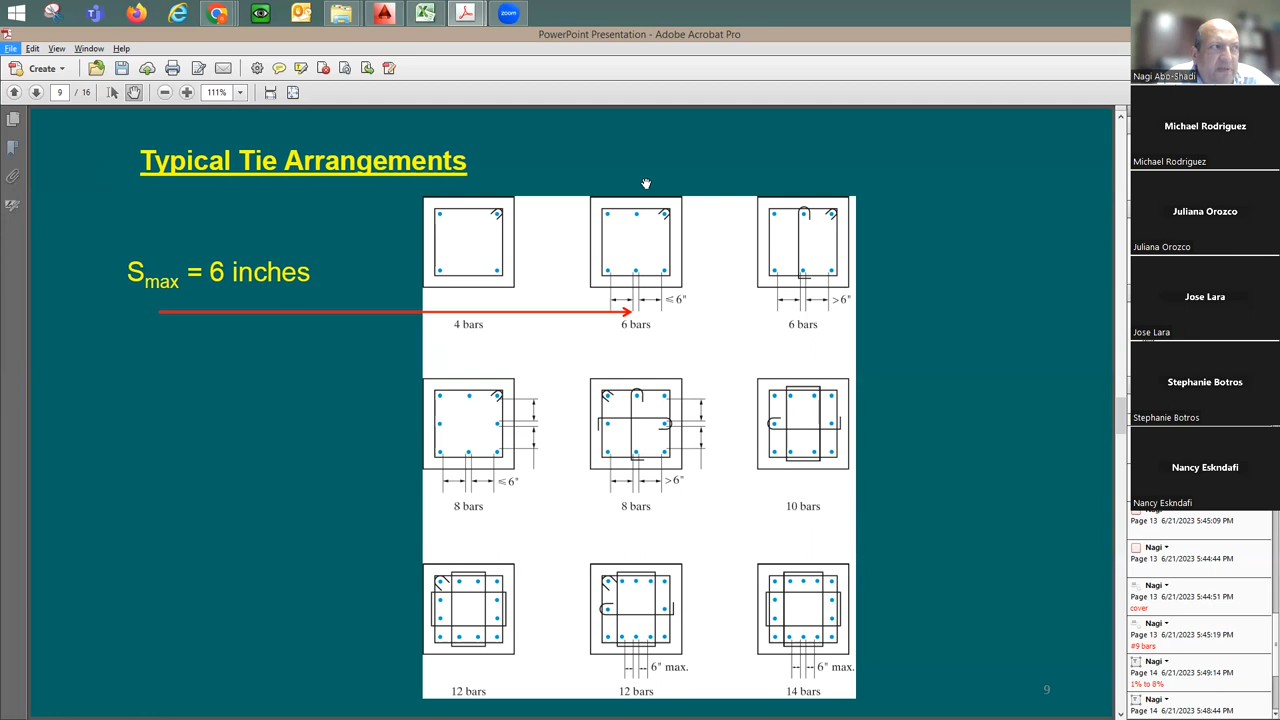 zoom
PowerPoint Presentation - Adobe Acrobat Pro
File Edit View Window Help
Create
9 / 16 111%
Typical Tie Arrangements
Smax = 6 inches
≤ 6"
> 6"
4 bars
6 bars
6 bars
≤ 6"
> 6"
8 bars
8 bars
10 bars
6" max.
6" max.
12 bars
12 bars
14 bars
9
Nagi Abo-Shadi
Michael Rodriguez
Michael Rodriguez
Juliana Orozco
Juliana Orozco
Jose Lara
Jose Lara
Stephanie Botros
Stephanie Botros
Nancy Eskndafi
Nancy Eskndafi
Page 13 6/21/2023 5:45:09 PM
Nagi
Page 13 6/21/2023 5:44:44 PM
Nagi
Page 13 6/21/2023 5:44:51 PM
cover
Nagi
Page 13 6/21/2023 5:45:19 PM
#9 bars
Nagi
Page 14 6/21/2023 5:49:14 PM
1% to 8%
Nagi
Page 14 6/21/2023 5:48:44 PM